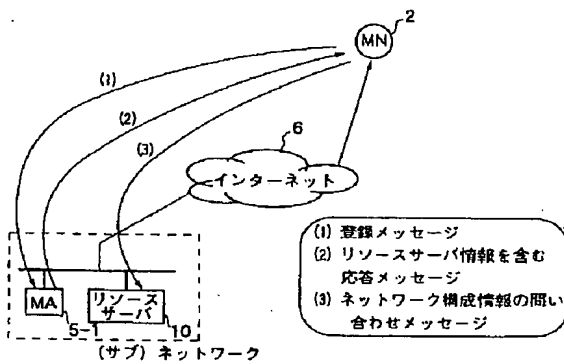 2
MN
(1)
(2)
(3)
6
インターネット
MA
5-1
リソース
サーバ
10
(サブ) ネットワーク
(1) 登録メッセージ
(2) リソースサーバ情報を含む
応答メッセージ
(3) ネットワーク構成情報の問い
合わせメッセージ